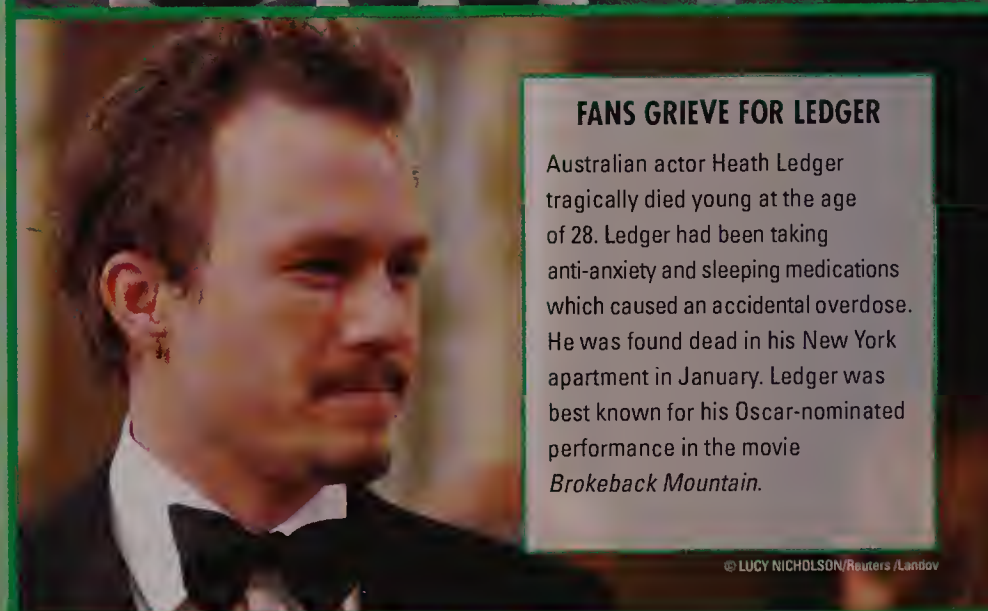 FANS GRIEVE FOR LEDGER
Australian actor Heath Ledger
tragically died young at the age
of 28. Ledger had been taking
anti-anxiety and sleeping medications
which caused an accidental overdose.
He was found dead in his New York
apartment in January. Ledger was
best known for his Oscar-nominated
performance in the movie
Brokeback Mountain.
© LUCY NICHOLSON/Reuters /Landov